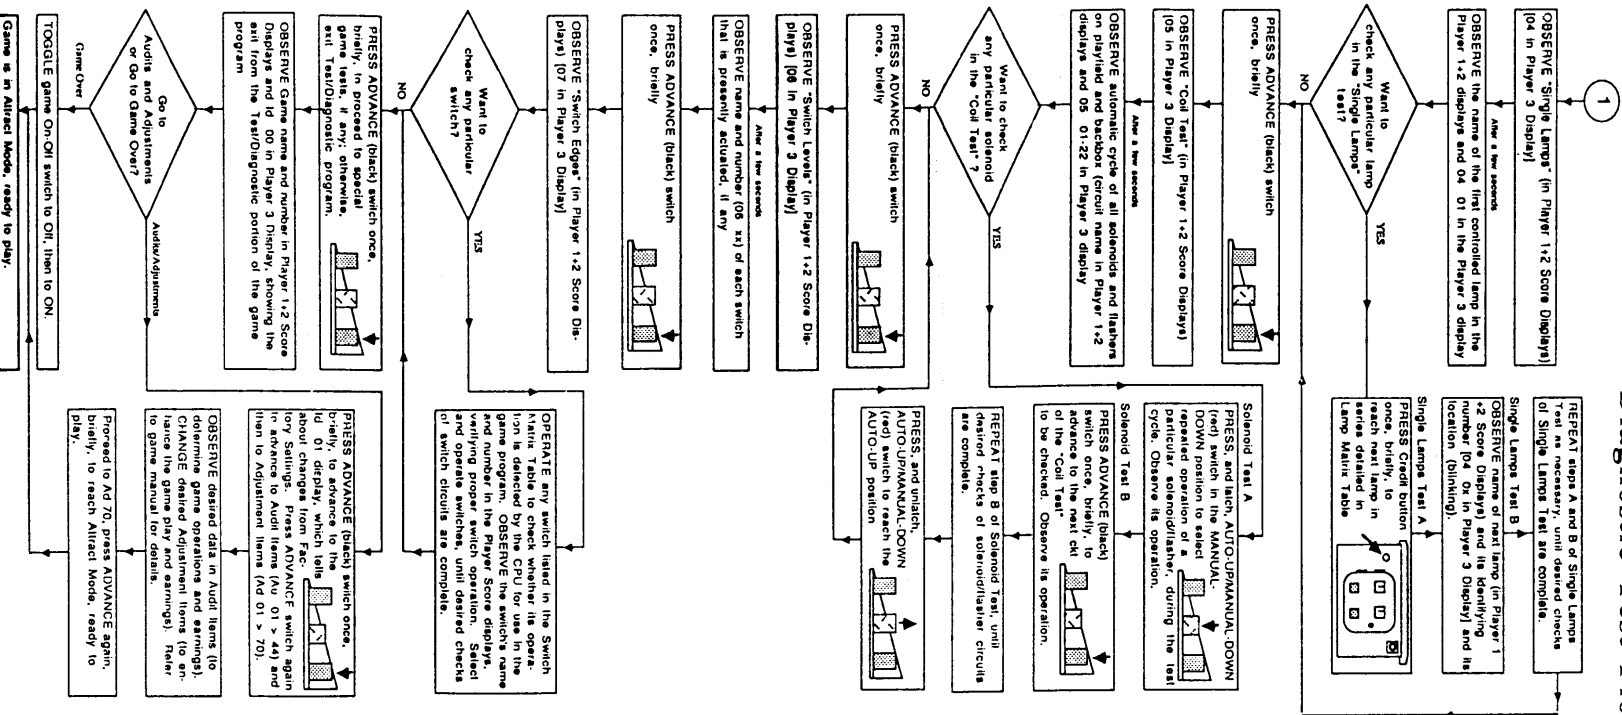 1
OBSERVE "Single Lamps" (in Player 1+2 Score Displays)
[04 in Player 3 Display]
After a few seconds
OBSERVE the name of the first controlled lamp in the
Player 1+2 displays and 04 01 in the Player 3 display
Want to
check any particular lamp
in the "Single Lamps"
test?
YES
NO
Single Lamps Test A
PRESS Credit button
once, briefly, to
reach next lamp in
series detailed in
Lamp Matrix Table
Single Lamps Test B
OBSERVE name of next lamp (in Player 1
+2 Score Displays) and its identifying
number [04 0x in Player 3 Display] and its
location (blinking).
REPEAT steps A and B of Single Lamps
Test as necessary, until desired checks
of Single Lamps Test are complete.
PRESS ADVANCE (black) switch
once, briefly
OBSERVE "Coil Test" (in Player 1+2 Score Displays)
[05 in Player 3 Display]
After a few seconds
OBSERVE automatic cycle of all solenoids and flashers
on playfield and backbox (circuit name in Player 1+2
displays and 05 01-22 in Player 3 display
Want to check
any particular solenoid
in the "Coil Test" ?
YES
NO
Solenoid Test A
PRESS, and latch, AUTO-UP/MANUAL-DOWN
(red) switch in the MANUAL-
DOWN position to select
repeated operation of a
particular solenoid/flasher, during the test
cycle. Observe its operation.
Solenoid Test B
PRESS ADVANCE (black)
switch once, briefly, to
advance to the next ckt
of the "Coil Test"
to be checked. Observe its operation.
REPEAT step B of Solenoid Test, until
desired checks of solenoid/flasher circuits
are complete.
PRESS, and unlatch,
AUTO-UP/MANUAL-DOWN
(red) switch to reach the
AUTO-UP position
PRESS ADVANCE (black) switch
once, briefly
OBSERVE "Switch Levels" (in Player 1+2 Score Dis-
plays) [06 in Player 3 Display]
After a few seconds
OBSERVE name and number (06 xx) of each switch
that is presently actuated, if any
PRESS ADVANCE (black) switch
once, briefly
OBSERVE "Switch Edges" (in Player 1+2 Score Dis-
plays) [07 in Player 3 Display]
Want to
check any particular
switch?
YES
NO
OPERATE any switch listed in the Switch
Matrix Table to check whether its opera-
tion is detected by the CPU for use in the
game program. OBSERVE the switch's name
and number in the Player Score displays,
verifying proper switch operation. Select
and operate switches, until desired checks
of switch circuits are complete.
PRESS ADVANCE (black) switch once,
briefly, to proceed to special
game tests, if any; otherwise,
exit Test/Diagnostic program.
OBSERVE Game name and number in Player 1+2 Score
Displays and Id 00 in Player 3 Display, showing the
exit from the Test/Diagnostic portion of the game
program
Go to
Audits and Adjustments
or Go to Game Over?
Audits/Adjustments
Game Over
PRESS ADVANCE (black) switch once,
briefly, to advance to the
Id 01 display, which tells
about changes from Fac-
tory Settings. Press ADVANCE switch again
to advance to Audit Items (Au 01 > 44) and
then to Adjustment Items (Ad 01 > 70).
OBSERVE desired data in Audit Items (to
determine game operations and earnings).
CHANGE desired Adjustment Items (to en-
hance the game play and earnings). Refer
to game manual for details.
Proceed to Ad 70, press ADVANCE again,
briefly, to reach Attract Mode, ready to
play.
TOGGLE game On-Off switch to Off, then to ON.
Game is in Attract Mode, ready to play.